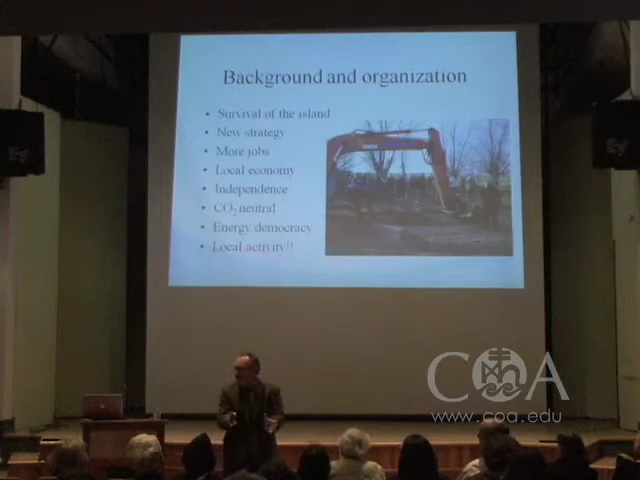 Background and organization
• Survival of the island
• New strategy
• More jobs
• Local economy
• Independence
• CO₂ neutral
• Energy democracy
• Local activity!!
COA
www.coa.edu